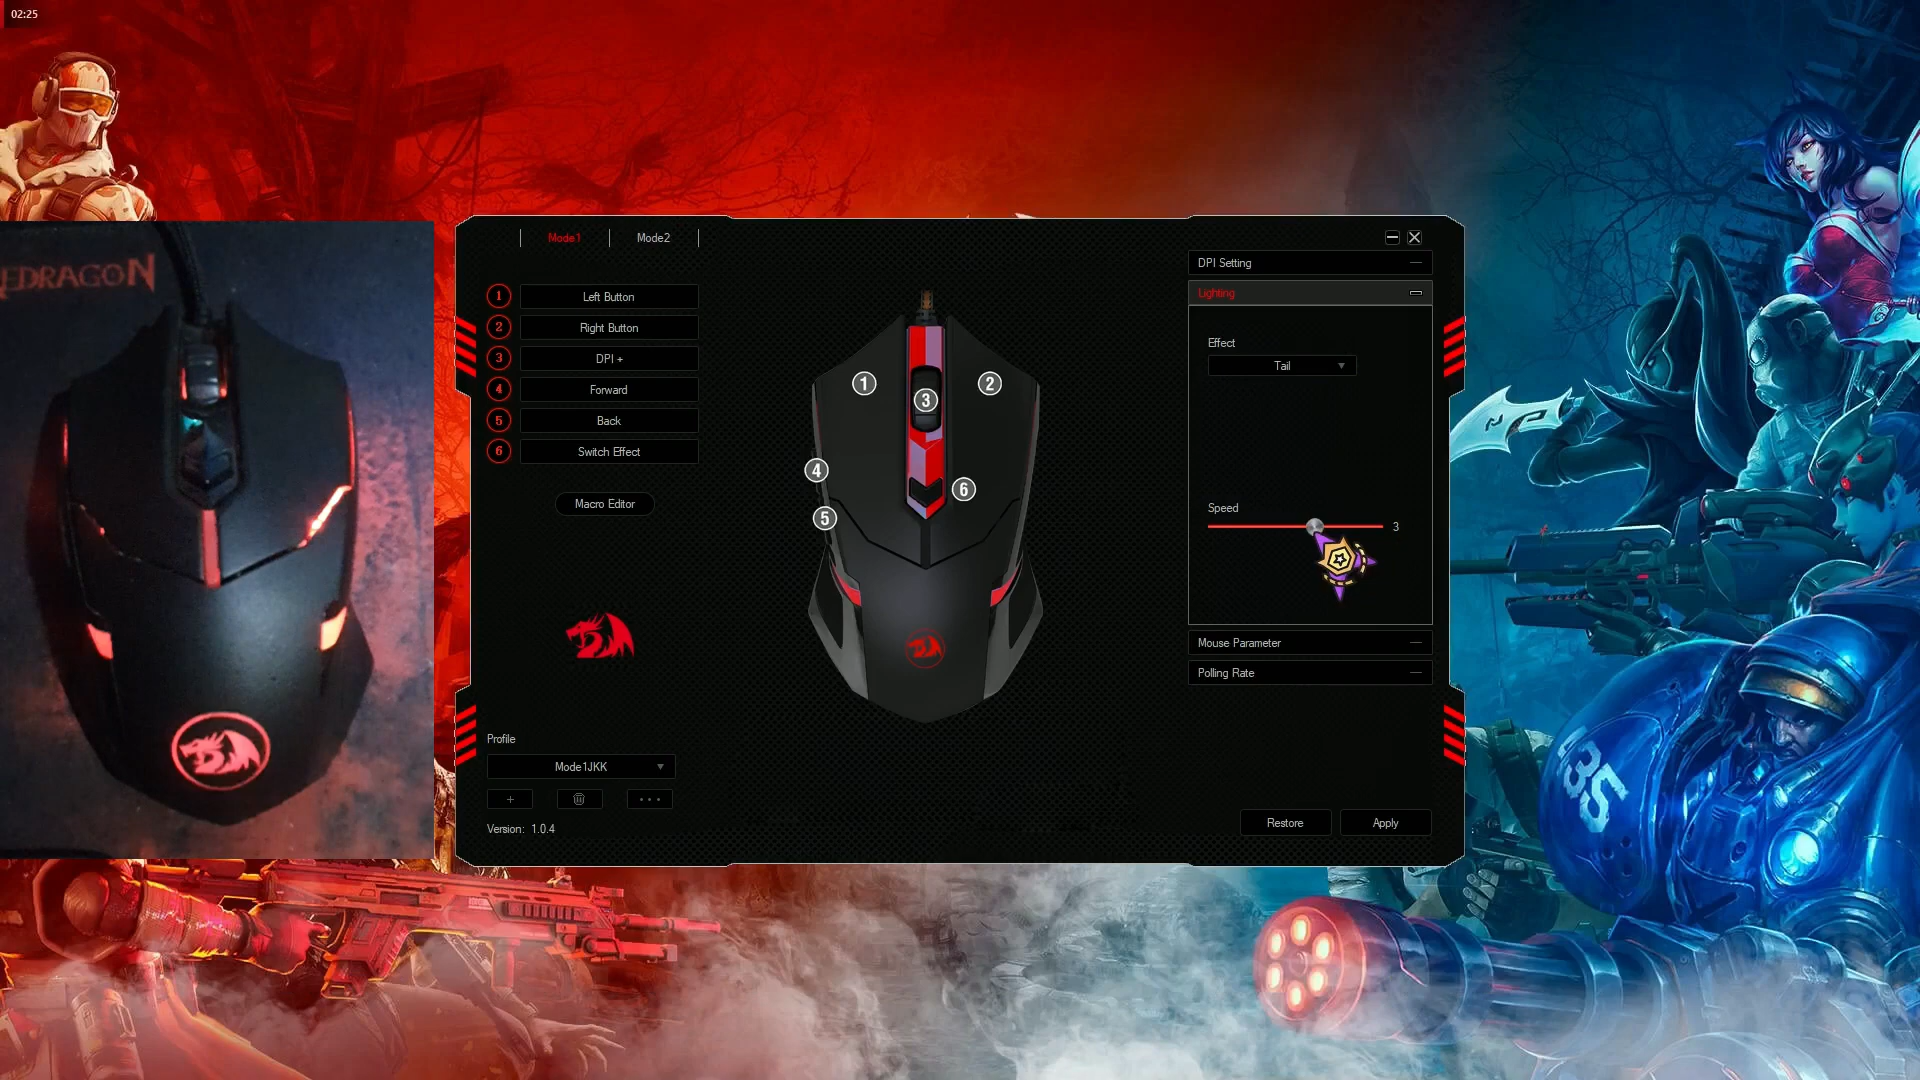 02:25
EDRAGON
Mode1
Mode2
1 Left Button
2 Right Button
3 DPI +
4 Forward
5 Back
6 Switch Effect
Macro Editor
Profile
Mode1JKK
+
...
Version: 1.0.4
1
2
3
4
5
6
DPI Setting
Lighting
Effect
Tail
Speed
3
Mouse Parameter
Polling Rate
Restore
Apply
35